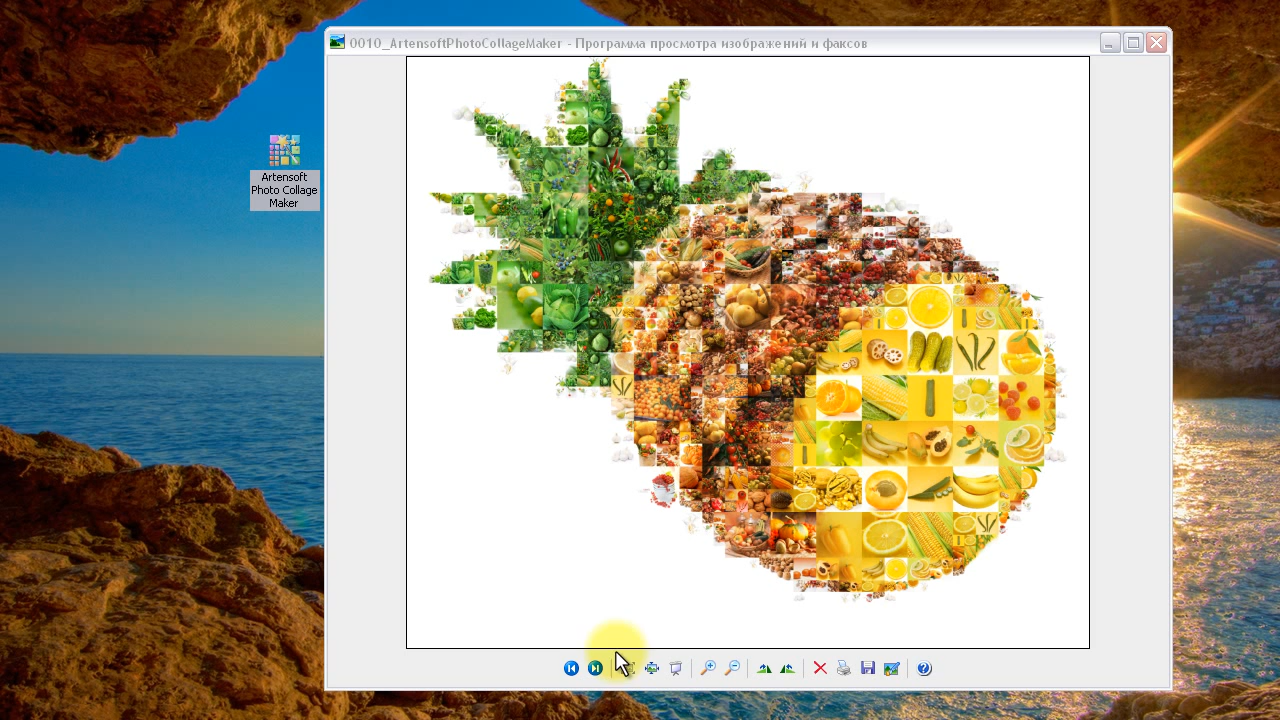 0010_ArtensoftPhotoCollageMaker - Программа просмотра изображений и факсов
Artensoft
Photo Collage
Maker